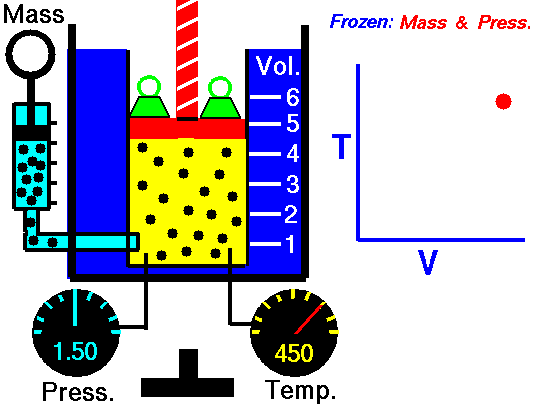 Mass
Frozen: Mass & Press.
Vol.
6
5
4
3
2
1
T
V
1.50
450
Press.
Temp.